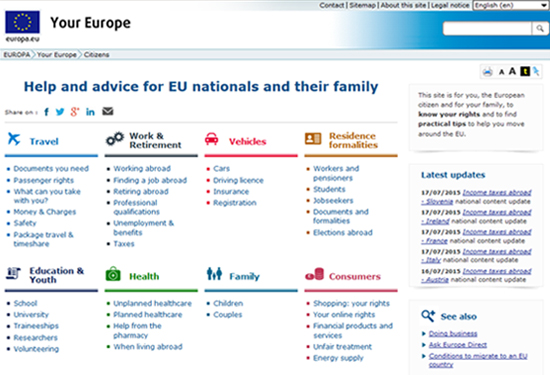 Contact | Sitemap | About this site | Legal notice English (en)
Your Europe
europa.eu
EUROPA > Your Europe > Citizens
A A
Help and advice for EU nationals and their family
Share on :
Travel
Documents you need
Passenger rights
What can you take
with you?
Money & Charges
Safety
Package travel &
timeshare
Work &
Retirement
Working abroad
Finding a job abroad
Retiring abroad
Professional
qualifications
Unemployment &
benefits
Taxes
Vehicles
Cars
Driving licence
Insurance
Registration
Residence
formalities
Workers and
pensioners
Students
Jobseekers
Documents and
formalities
Elections abroad
Education &
Youth
School
University
Traineeships
Researchers
Volunteering
Health
Unplanned healthcare
Planned healthcare
Help from the
pharmacy
When living abroad
Family
Children
Couples
Consumers
Shopping: your rights
Your online rights
Financial products and
services
Unfair treatment
Energy supply
This site is for you, the European
citizen and for your family, to
know your rights and to find
practical tips to help you
move around the EU.
Latest updates
17/07/2015 Income taxes abroad
- Slovenia national content update
17/07/2015 Income taxes abroad
- Ireland national content update
17/07/2015 Income taxes abroad
- France national content update
17/07/2015 Income taxes abroad
- Italy national content update
16/07/2015 Income taxes abroad
- Austria national content update
See also
Doing business
Ask Europe Direct
Conditions to migrate to an EU
country